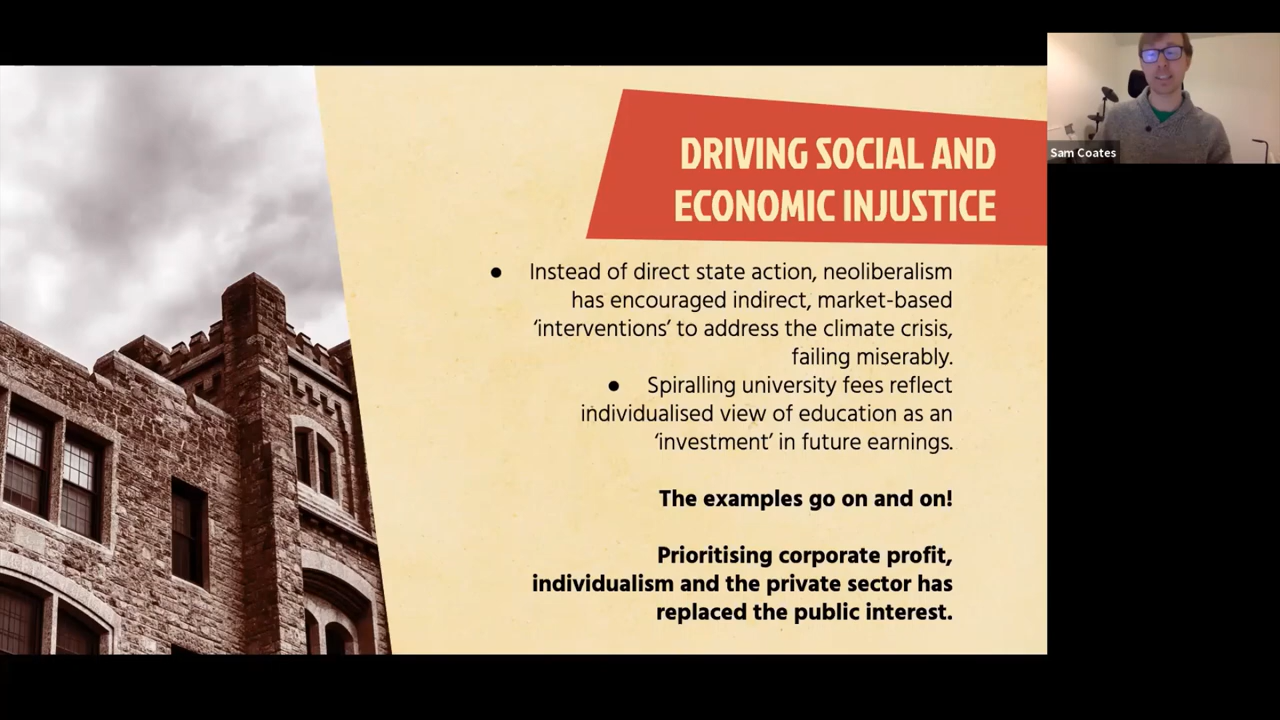 DRIVING SOCIAL AND
ECONOMIC INJUSTICE
● Instead of direct state action, neoliberalism
has encouraged indirect, market-based
‘interventions’ to address the climate crisis,
failing miserably.
● Spiralling university fees reflect
individualised view of education as an
‘investment’ in future earnings.
The examples go on and on!
Prioritising corporate profit,
individualism and the private sector has
replaced the public interest.
Sam Coates